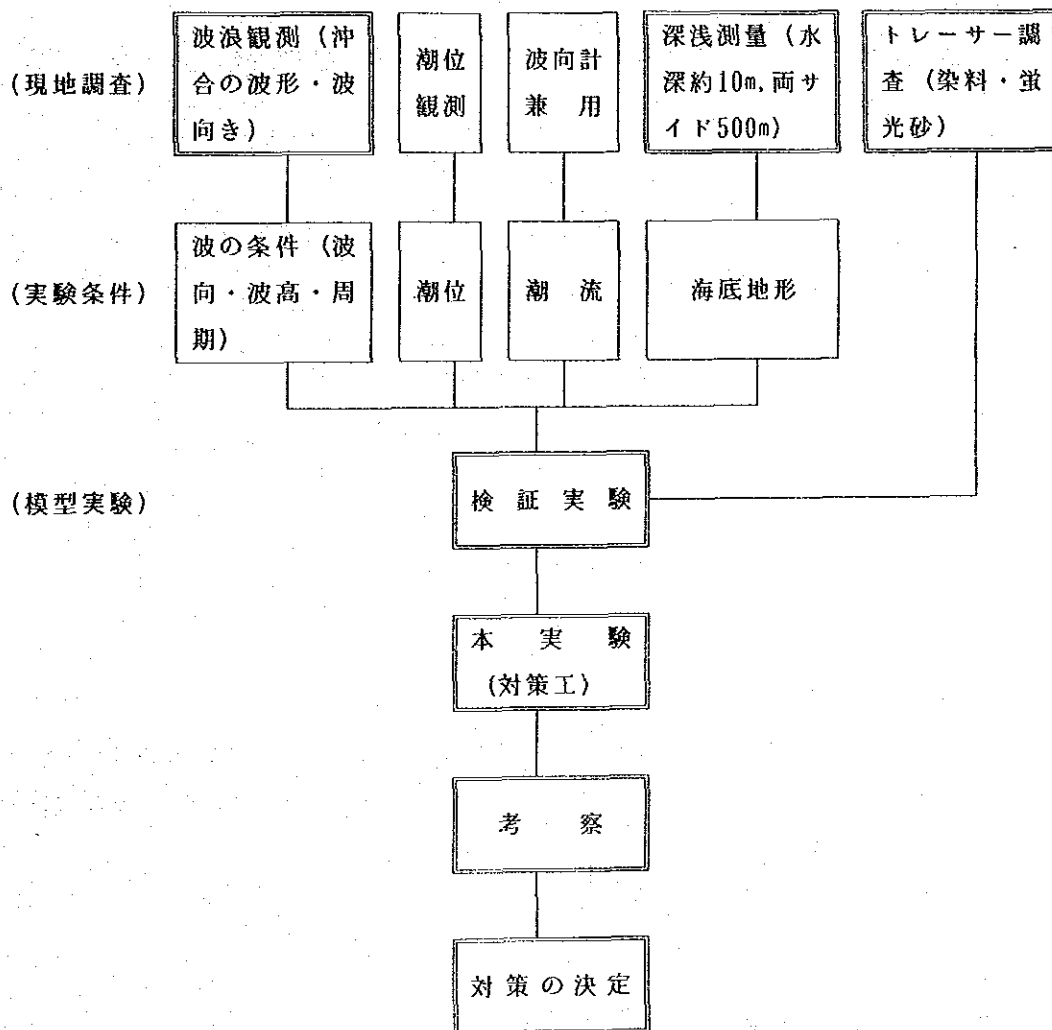 (現地調査)
波浪観測 (沖
合の波形・波
向き)
潮位
観測
波向計
兼用
深浅測量 (水
深約10m, 両サ
イド500m)
トレーサー調
査 (染料・蛍
光砂)
(実験条件)
波の条件 (波
向・波高・周
期)
潮位
潮流
海底地形
(模型実験)
検証実験
本実験
(対策工)
考察
対策の決定